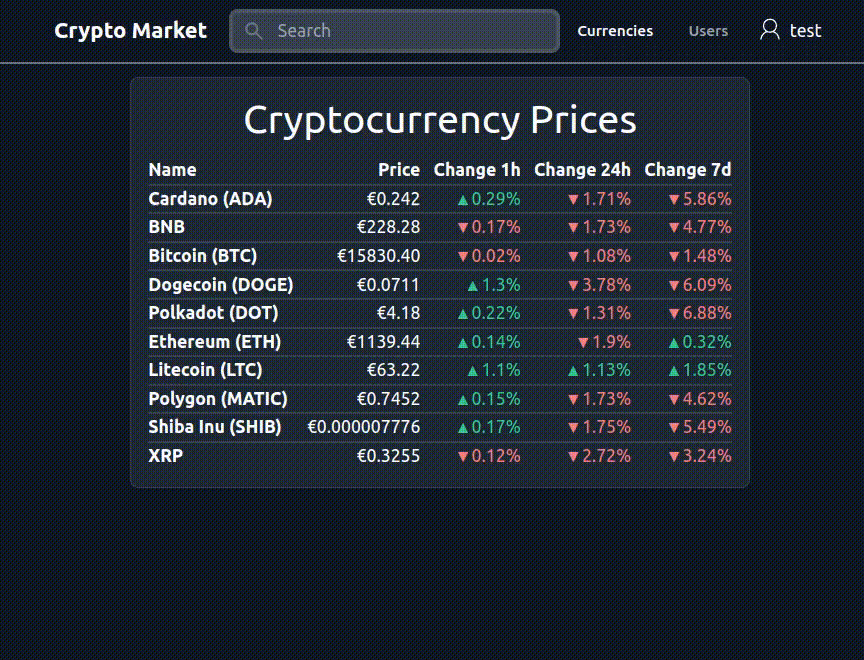 Crypto Market Search Currencies Users test
Cryptocurrency Prices
Name Price Change 1h Change 24h Change 7d
Cardano (ADA) €0.242 ▲0.29% ▼1.71% ▼5.86%
BNB €228.28 ▼0.17% ▼1.73% ▼4.77%
Bitcoin (BTC) €15830.40 ▼0.02% ▼1.08% ▼1.48%
Dogecoin (DOGE) €0.0711 ▲1.3% ▼3.78% ▼6.09%
Polkadot (DOT) €4.18 ▲0.22% ▼1.31% ▼6.88%
Ethereum (ETH) €1139.44 ▲0.14% ▼1.9% ▲0.32%
Litecoin (LTC) €63.22 ▲1.1% ▲1.13% ▲1.85%
Polygon (MATIC) €0.7452 ▲0.15% ▼1.73% ▼4.62%
Shiba Inu (SHIB) €0.000007776 ▲0.17% ▼1.75% ▼5.49%
XRP €0.3255 ▼0.12% ▼2.72% ▼3.24%